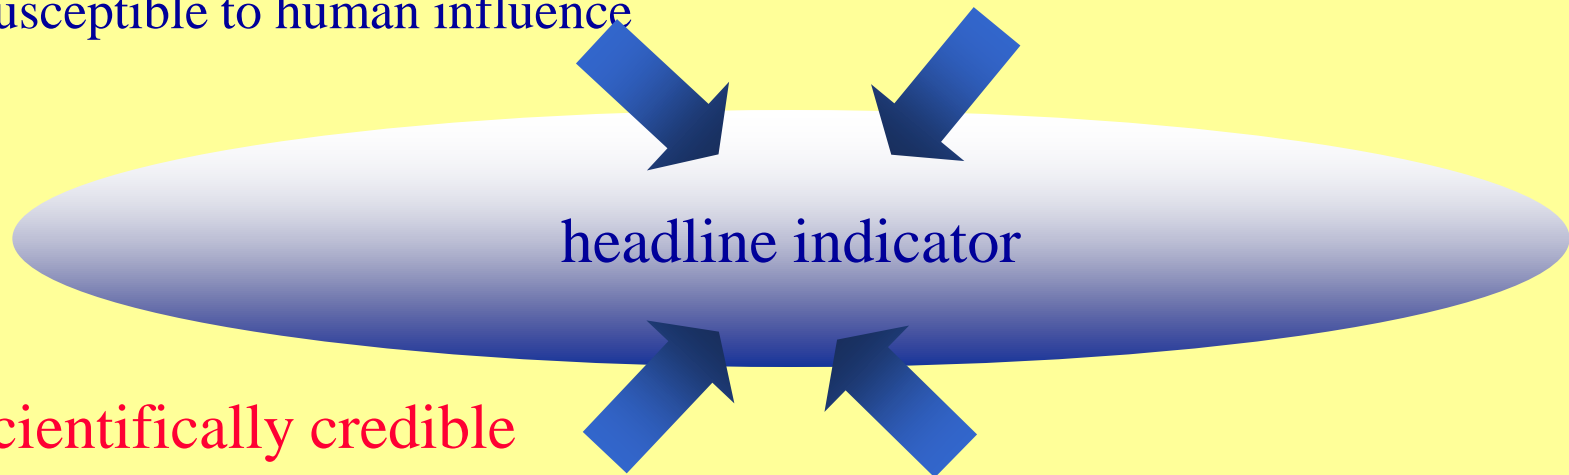 usceptible to human influence
headline indicator
cientifically credible